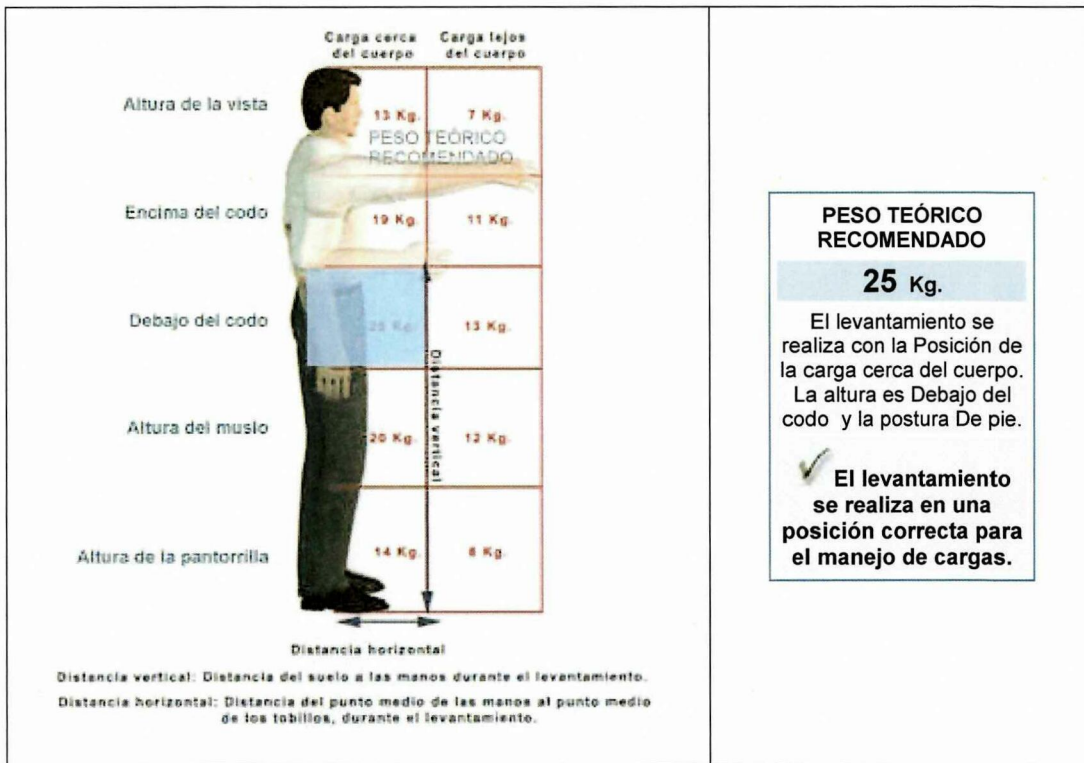 Carga cerca
del cuerpo
Carga lejos
del cuerpo
Altura de la vista
13 Kg.
7 Kg.
PESO TEÓRICO
RECOMENDADO
Encima del codo
19 Kg.
11 Kg.
Debajo del codo
25 Kg.
13 Kg.
Distancia vertical
Altura del muslo
20 Kg.
12 Kg.
Altura de la pantorrilla
14 Kg.
8 Kg.
Distancia horizontal
Distancia vertical: Distancia del suelo a las manos durante el levantamiento.
Distancia horizontal: Distancia del punto medio de las manos al punto medio
de los tobillos, durante el levantamiento.
PESO TEÓRICO
RECOMENDADO
25 Kg.
El levantamiento se
realiza con la Posición de
la carga cerca del cuerpo.
La altura es Debajo del
codo y la postura De pie.
El levantamiento
se realiza en una
posición correcta para
el manejo de cargas.